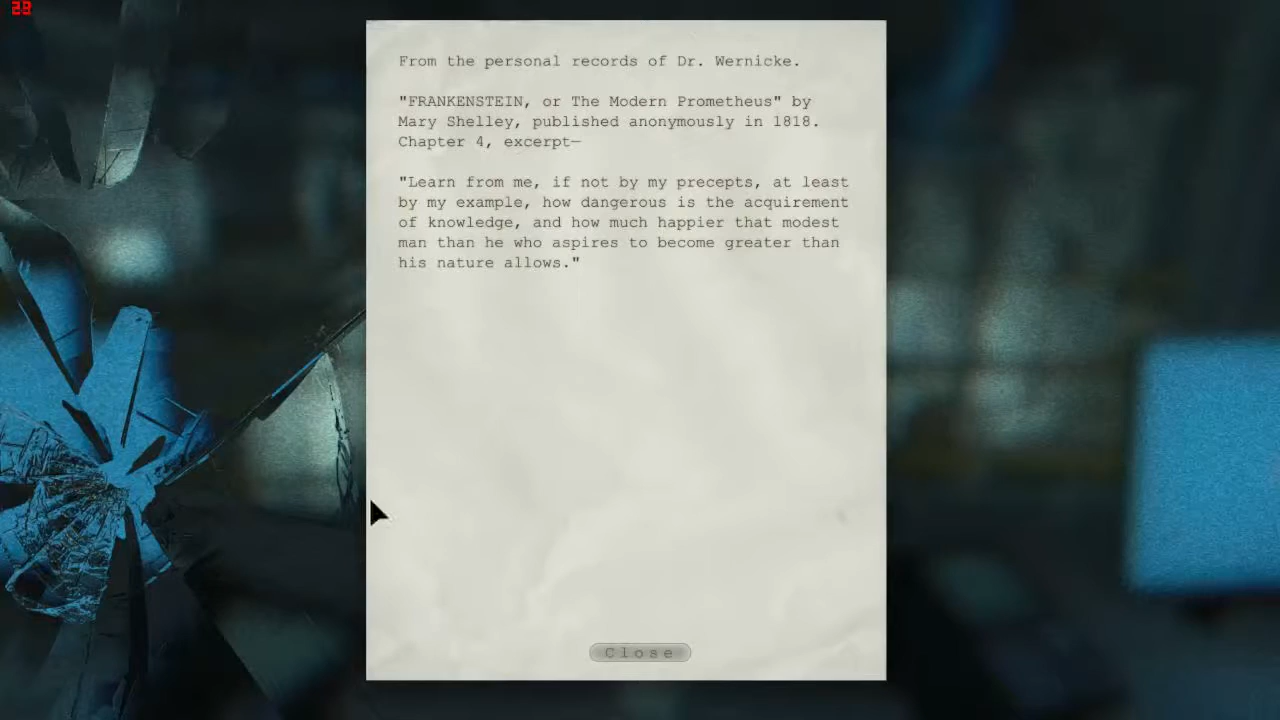 29
From the personal records of Dr. Wernicke.
"FRANKENSTEIN, or The Modern Prometheus" by
Mary Shelley, published anonymously in 1818.
Chapter 4, excerpt—
"Learn from me, if not by my precepts, at least
by my example, how dangerous is the acquirement
of knowledge, and how much happier that modest
man than he who aspires to become greater than
his nature allows."
Close